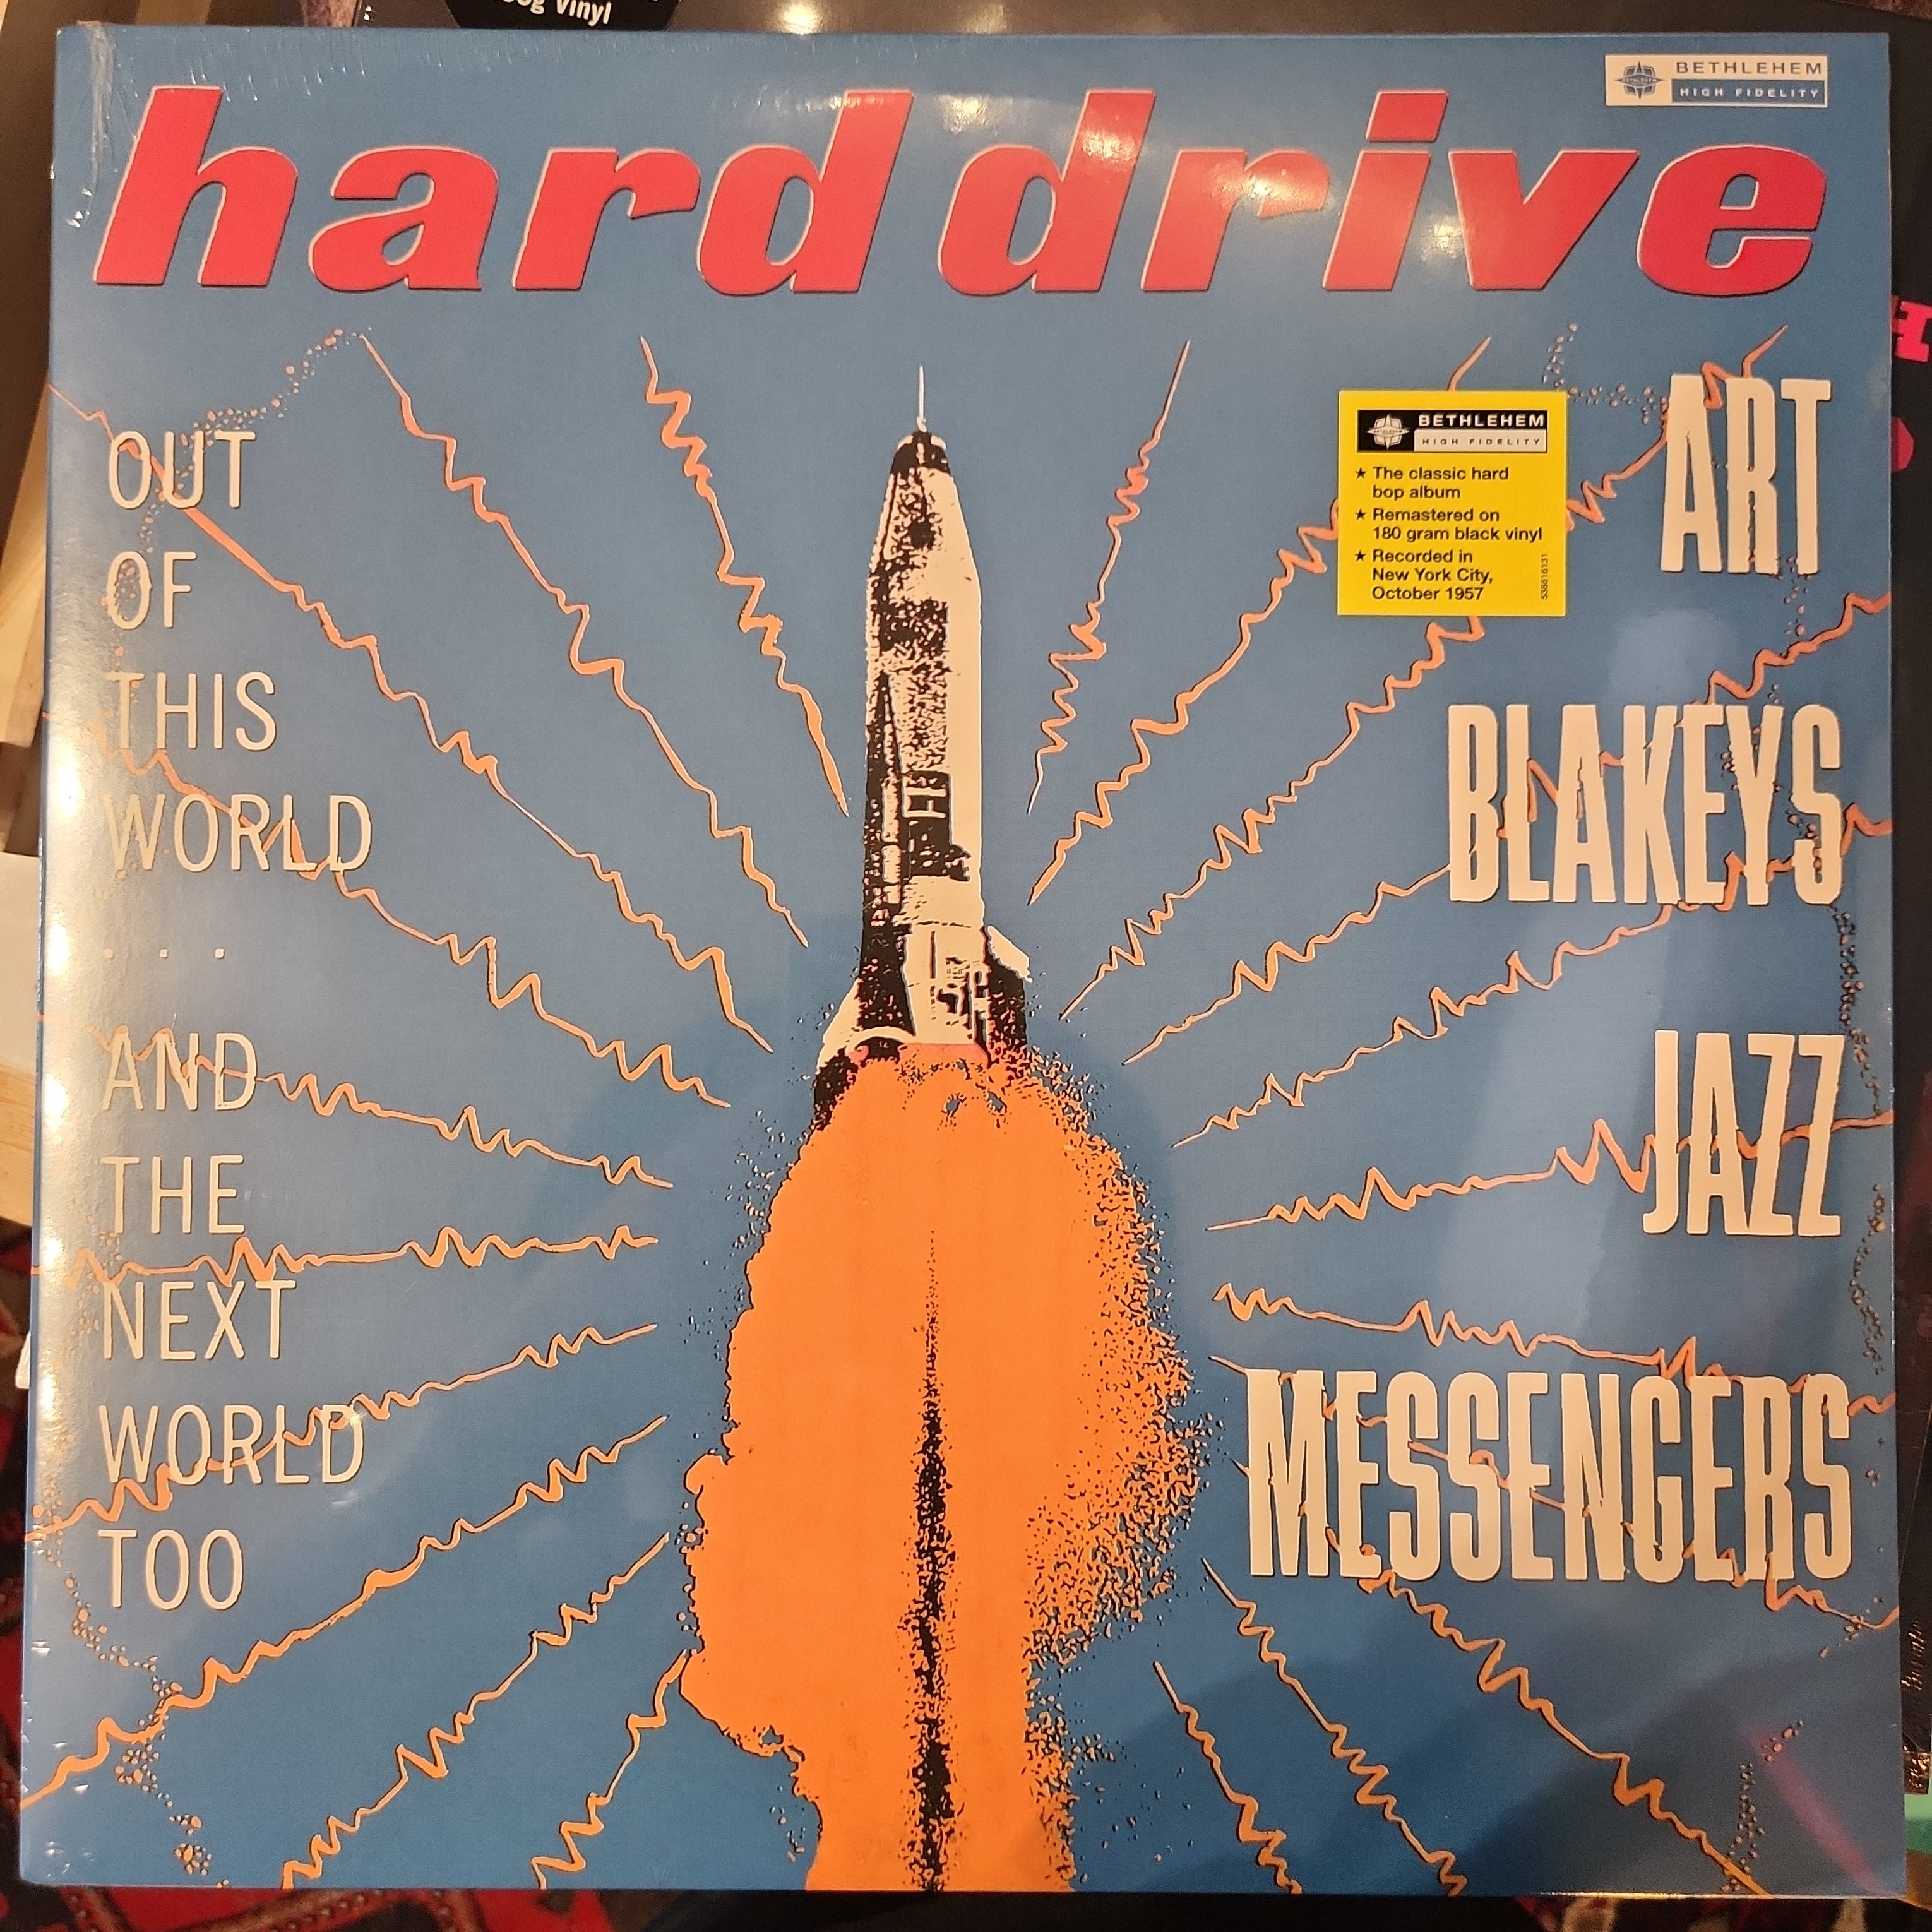 Vinyl
BETHLEHEM
HIGH FIDELITY
hard drive
OUT
OF
THIS
WORLD
. . .
AND
THE
NEXT
WORLD
TOO
BETHLEHEM
HIGH FIDELITY
★ The classic hard
bop album
★ Remastered on
180 gram black vinyl
★ Recorded in
New York City,
October 1957
538816131
ART
BLAKEYS
JAZZ
MESSENGERS
H